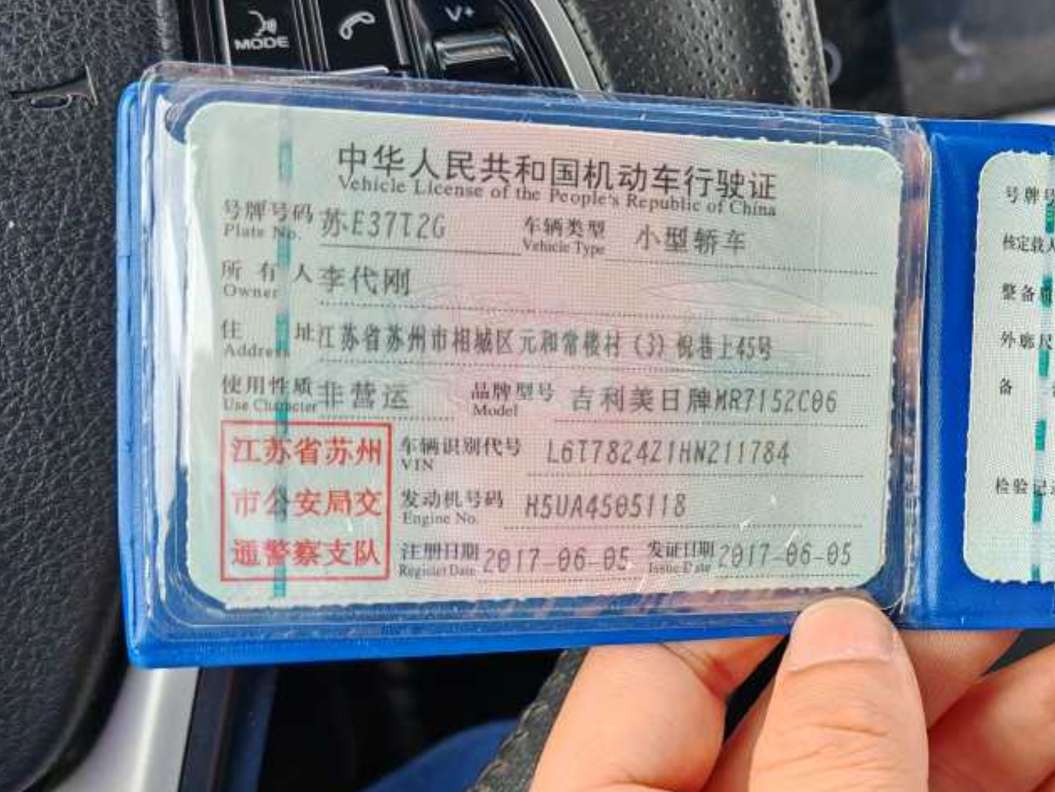 MODE
V+
中华人民共和国机动车行驶证
Vehicle License of the People's Republic of China
号牌号码 苏E37T2G 车辆类型 小型轿车
Plate No. Vehicle Type
所有人 李代刚
Owner
住址 江苏省苏州市相城区元和常楼村(3)倪巷上45号
Address
使用性质 非营运 品牌型号 吉利美日牌MR7152C06
Use Character Model
江苏省苏州
市公安局交
通警察支队
车辆识别代号 L6T7824Z1HN211784
VIN
发动机号码 H5UA4505118
Engine No.
注册日期 2017-06-05 发证日期 2017-06-05
Register Date Issue Date
号牌号
核定载人
整备
外廓尺
备
检验记